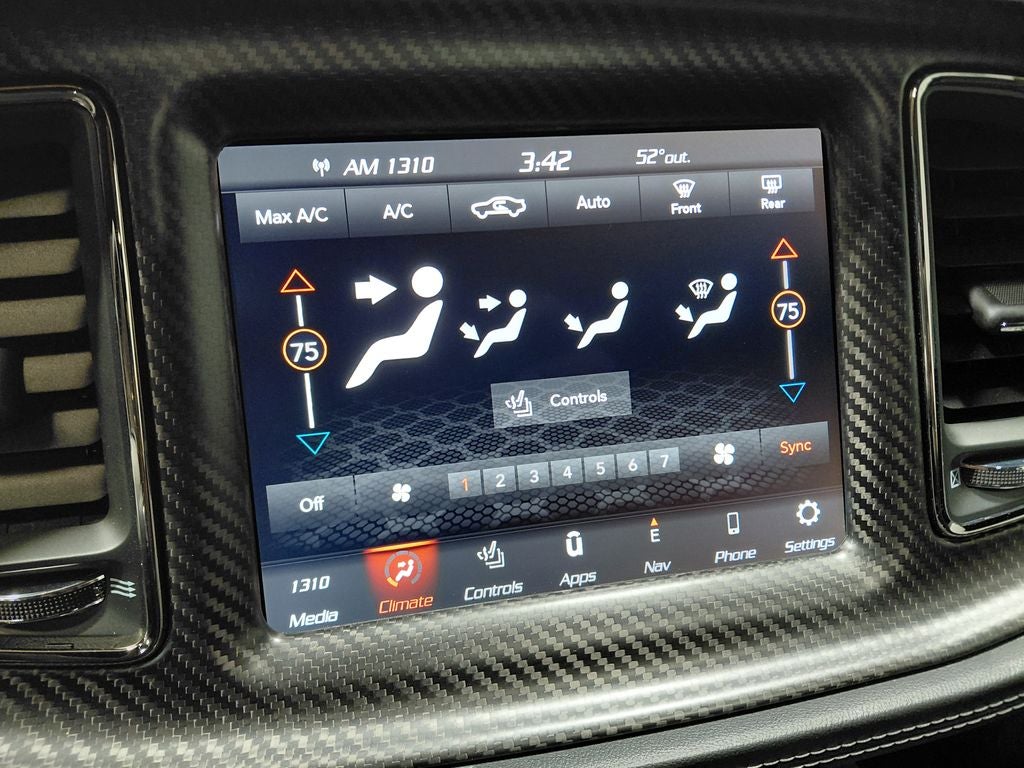 AM 1310 3:42 52°out.
Max A/C A/C Auto Front Rear
75 75
Controls
Off 1 2 3 4 5 6 7 Sync
1310 E
Media Climate Controls Apps Nav Phone Settings